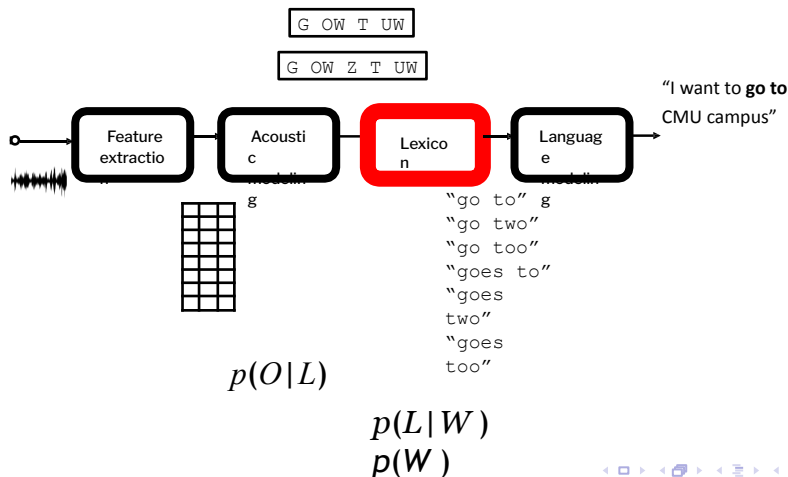 G OW T UW
G OW Z T UW
"I want to go to
CMU campus"
Feature
extractio
n
Acousti
c
modelin
g
Lexico
n
Languag
e
modelin
g
"go to"
"go two"
"go too"
"goes to"
"goes
two"
"goes
too"
p(O|L)
p(L|W)
p(W)